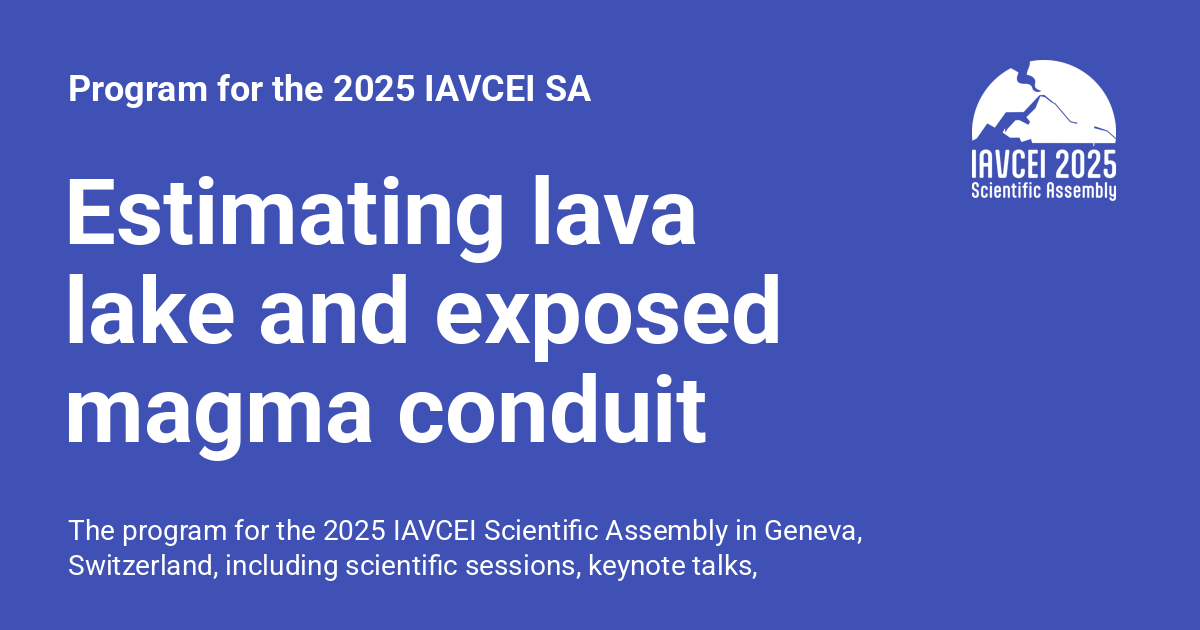 Program for the 2025 IAVCEI SA
IAVCEI 2025
Scientific Assembly
Estimating lava
lake and exposed
magma conduit
The program for the 2025 IAVCEI Scientific Assembly in Geneva,
Switzerland, including scientific sessions, keynote talks,